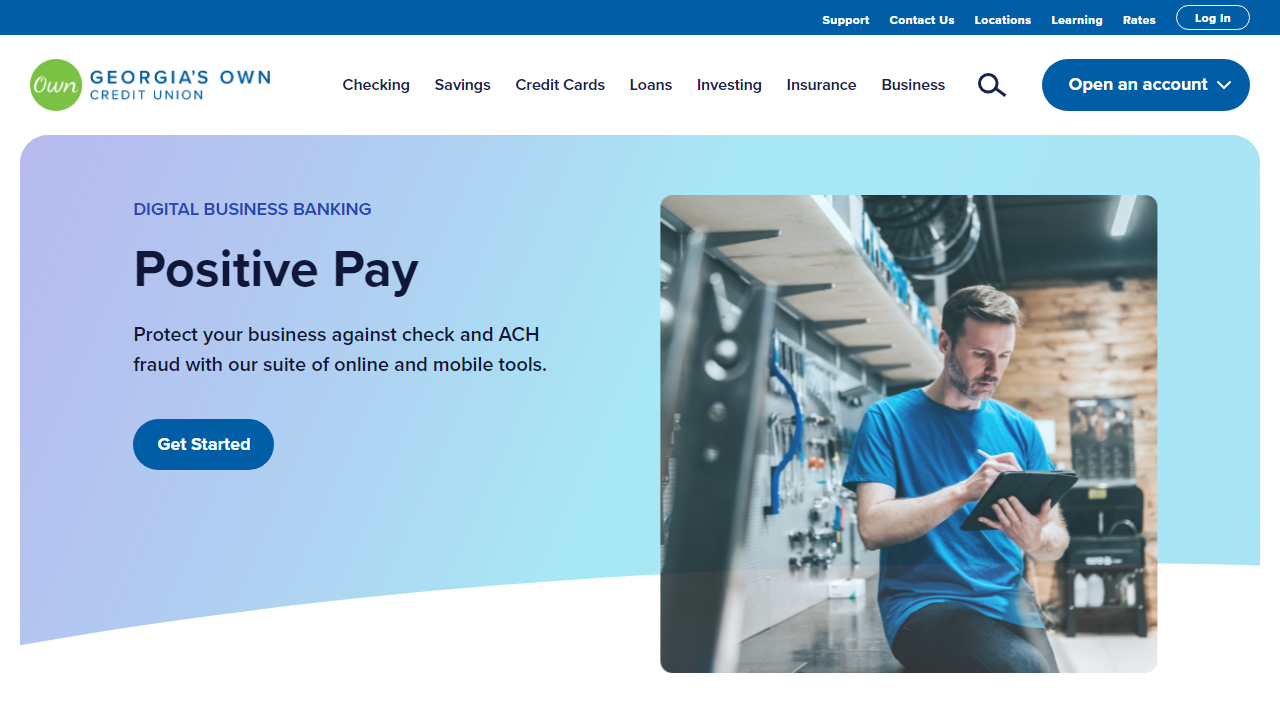 Support Contact Us Locations Learning Rates Log In
Own GEORGIA'S OWN
CREDIT UNION
Checking Savings Credit Cards Loans Investing Insurance Business Open an account
DIGITAL BUSINESS BANKING
Positive Pay
Protect your business against check and ACH
fraud with our suite of online and mobile tools.
Get Started